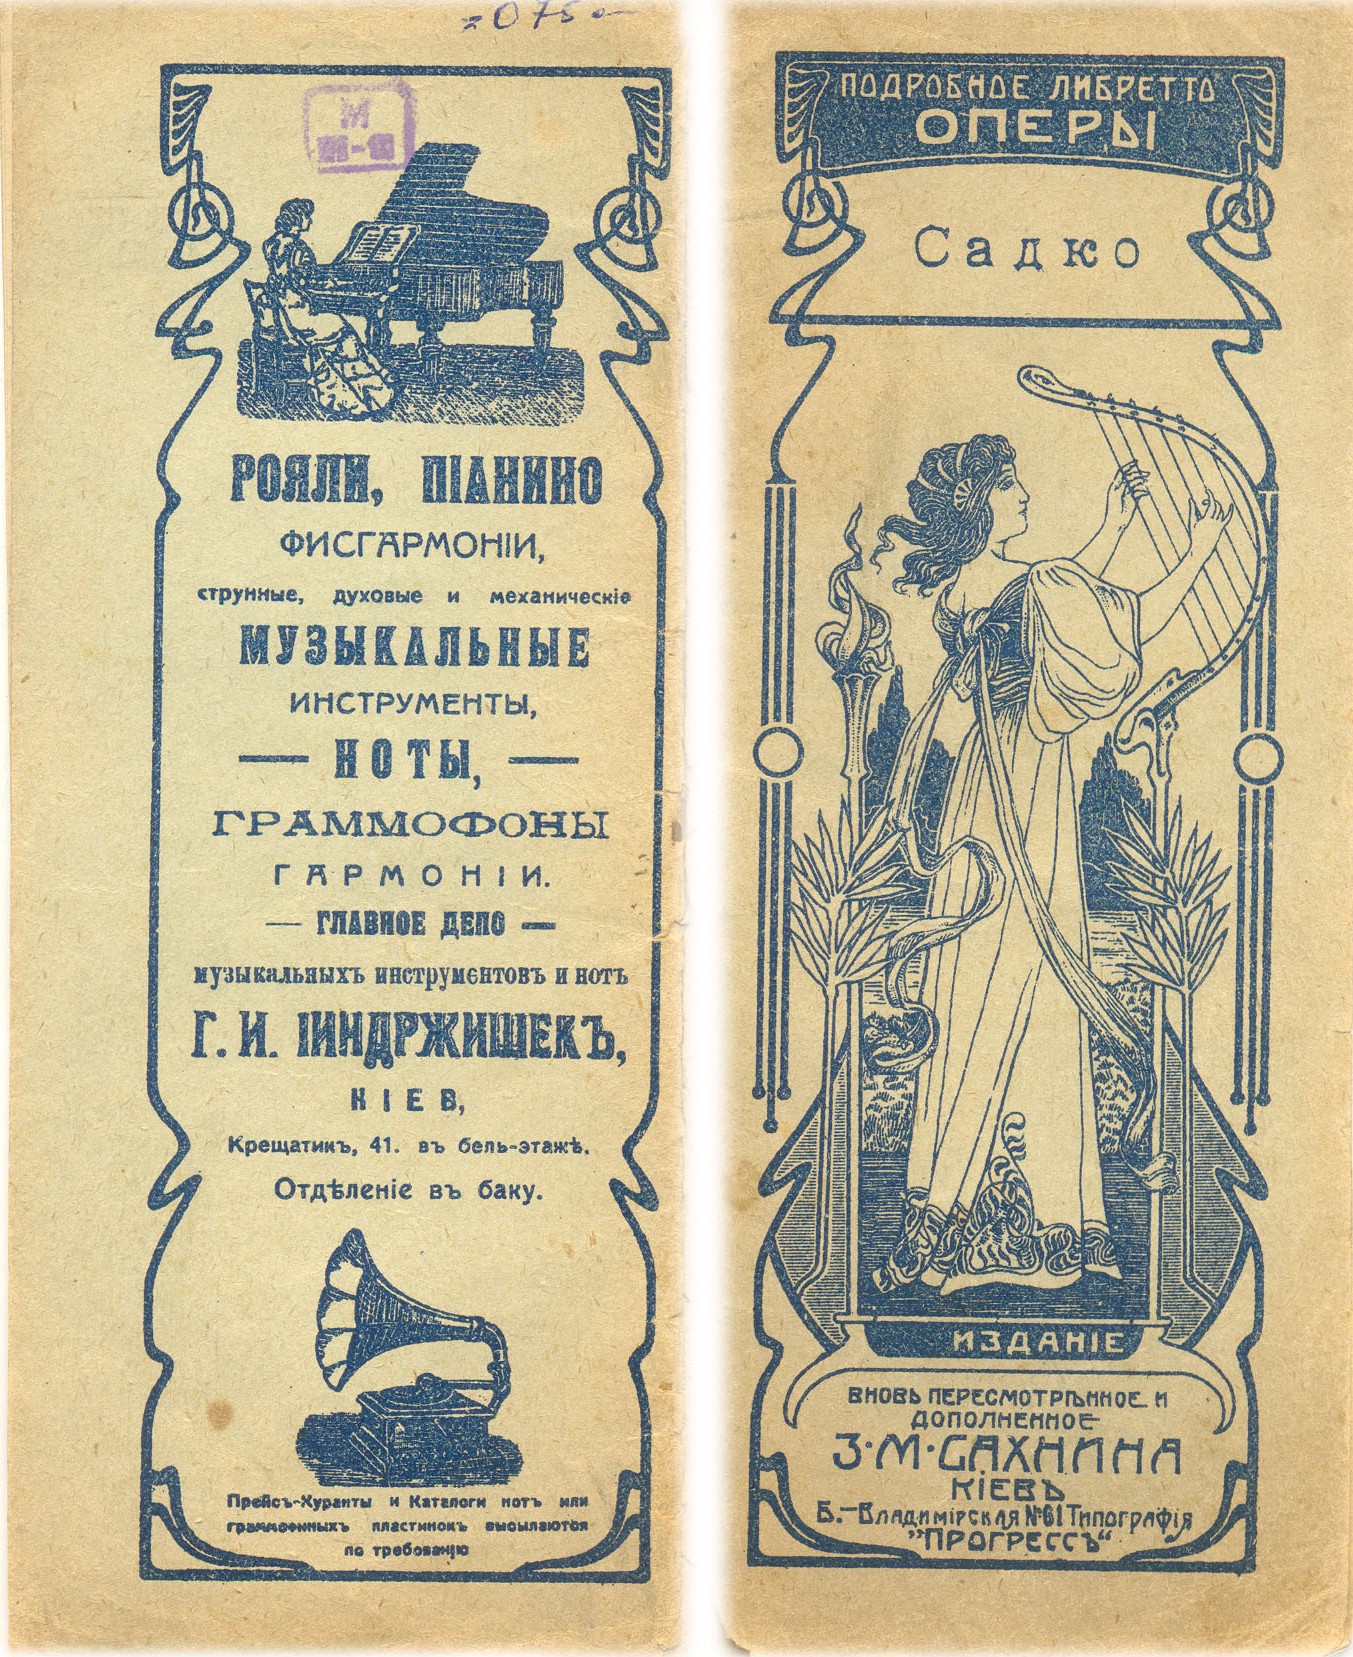 =075=
М
РОЯЛИ, ПІАНИНО
ФИСГАРМОНІИ,
струнные, духовые и механическіе
МУЗЫКАЛЬНЫЕ
ИНСТРУМЕНТЫ,
— НОТЫ, —
ГРАММОФОНЫ
ГАРМОНІИ.
— ГЛАВНОЕ ДЕПО —
музыкальныхъ инструментовъ и нотъ
Г. И. ІИНДРЖИШЕКЪ,
КІЕВ,
Крещатикъ, 41. въ бель-этажѣ.
Отдѣленіе въ баку.
Прейсъ-Куранты и Каталоги нотъ или
граммофонныхъ пластинокъ высылаются
по требованію
ПОДРОБНОЕ ЛИБРЕТТО
ОПЕРЫ
Садко
ИЗДАНІЕ
ВНОВЬ ПЕРЕСМОТРѢННОЕ И
ДОПОЛНЕННОЕ
З·М·САХНИНА
КІЕВЪ
Б.-Владимірская №61 Типографія
"ПРОГРЕССЪ"